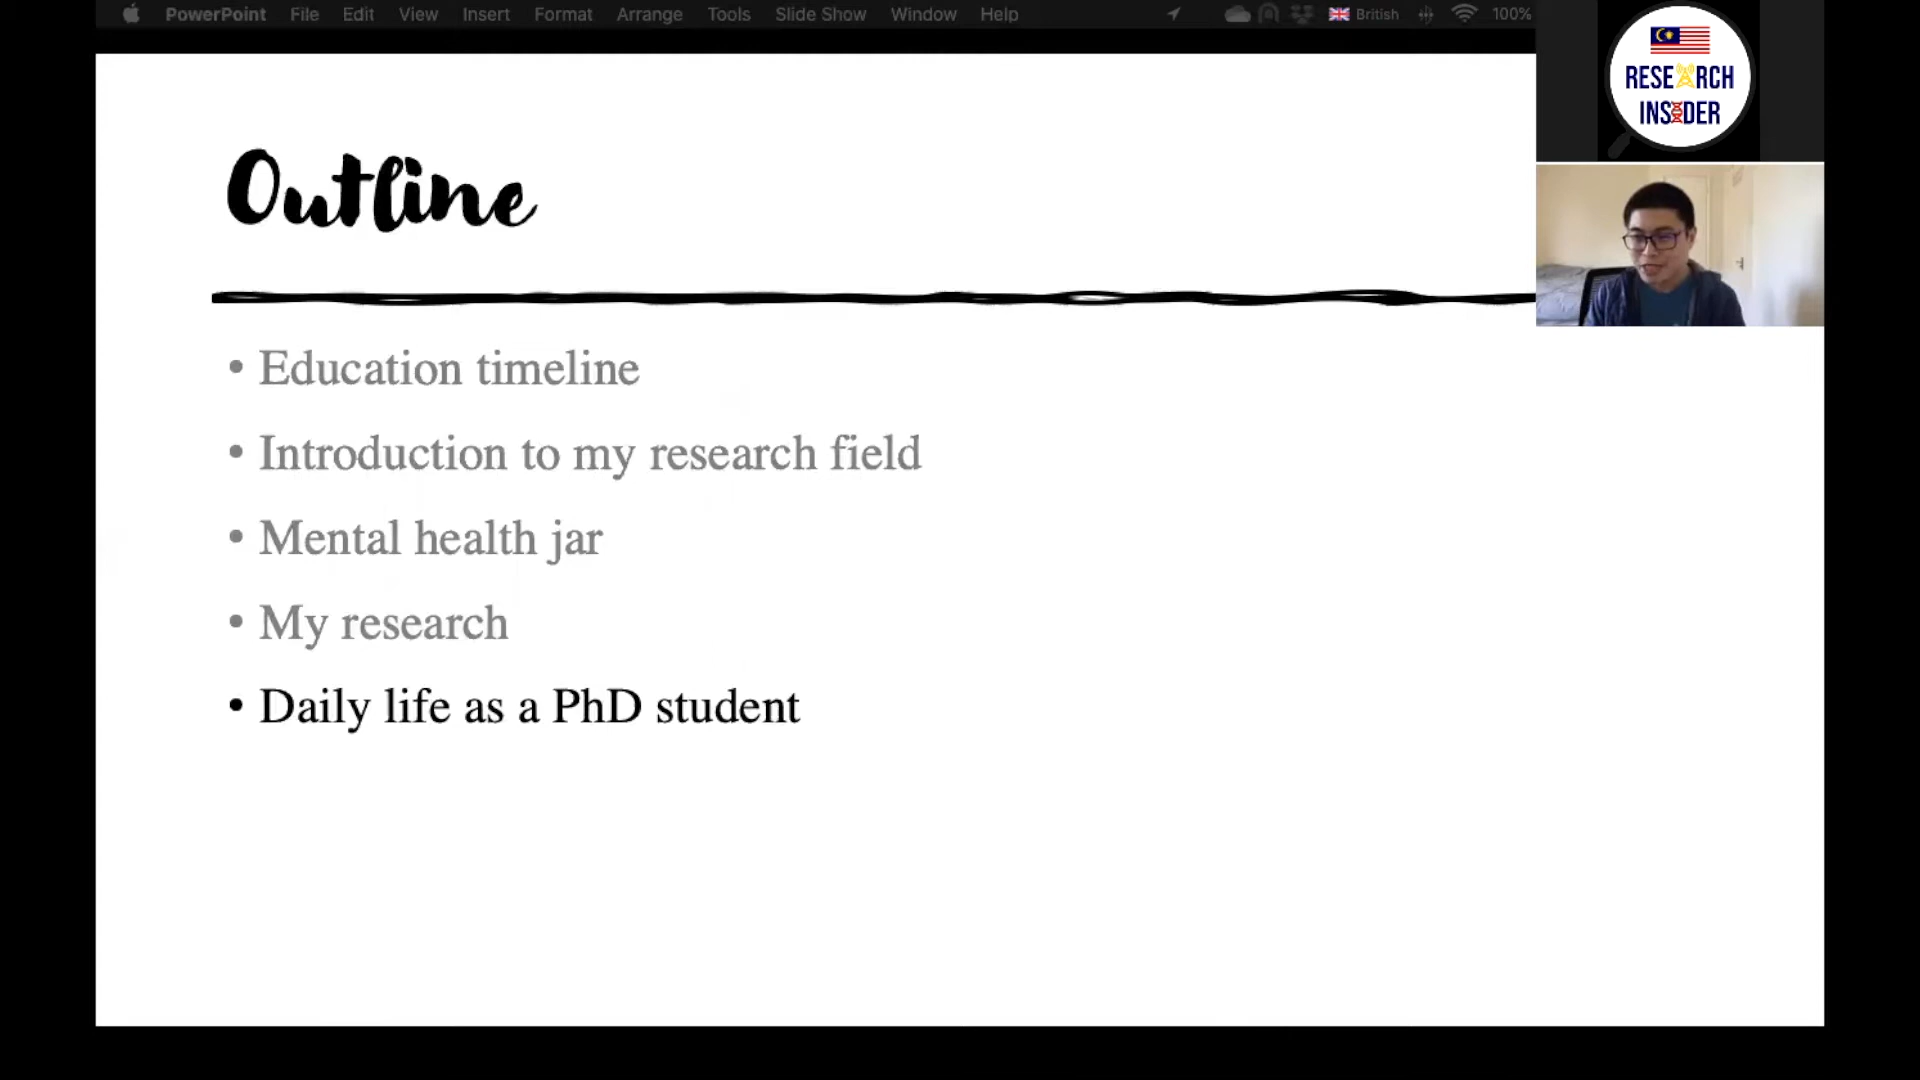 PowerPoint File Edit View Insert Format Arrange Tools Slide Show Window Help British 100%
RESEARCH
INSIDER
Outline
• Education timeline
• Introduction to my research field
• Mental health jar
• My research
• Daily life as a PhD student